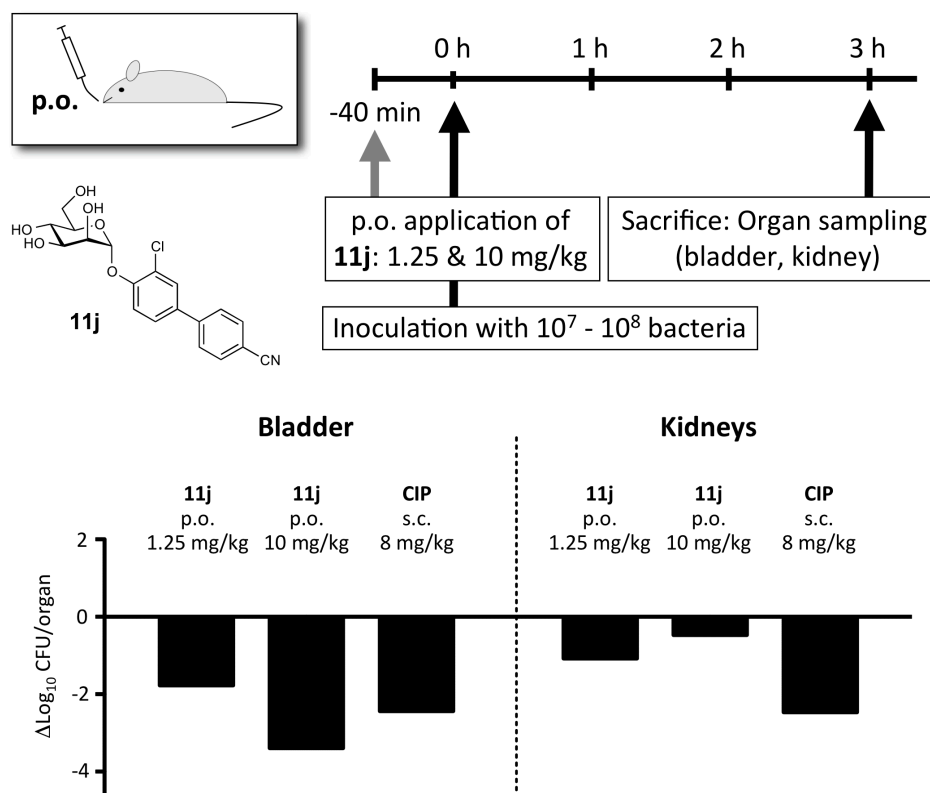 p.o.
0 h
1 h
2 h
3 h
-40 min
p.o. application of
11j: 1.25 & 10 mg/kg
Sacrifice: Organ sampling
(bladder, kidney)
Inoculation with 10⁷ - 10⁸ bacteria
OH
OH
HO
HO
O
O
Cl
CN
11j
Bladder
Kidneys
11j
p.o.
1.25 mg/kg
11j
p.o.
10 mg/kg
CIP
s.c.
8 mg/kg
11j
p.o.
1.25 mg/kg
11j
p.o.
10 mg/kg
CIP
s.c.
8 mg/kg
ΔLog₁₀ CFU/organ
2
0
-2
-4